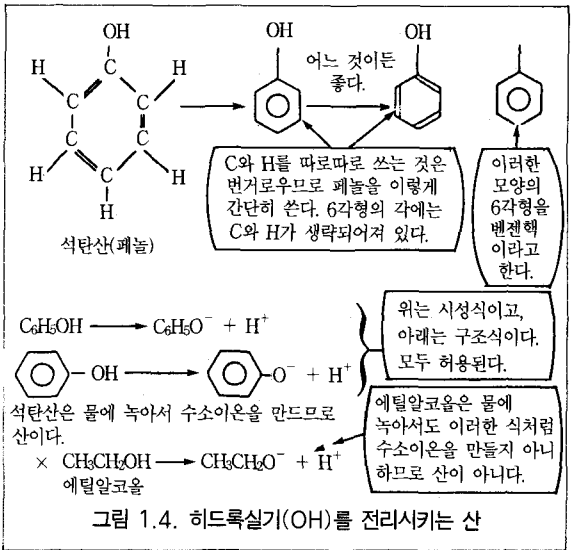 OH
H
C
H
C
C
C
C
H
C
H
H
석탄산(페놀)
OH
어느 것이든
좋다.
OH
C와 H를 따로따로 쓰는 것은
번거로우므로 페놀을 이렇게
간단히 쓴다. 6각형의 각에는
C와 H가 생략되어져 있다.
이러한
모양의
6각형을
벤젠핵
이라고
한다.
C₆H₅OH → C₆H₅O⁻ + H⁺
OH → O⁻ + H⁺
위는 시성식이고,
아래는 구조식이다.
모두 허용된다.
석탄산은 물에 녹아서 수소이온을 만드므로
산이다.
× CH₃CH₂OH → CH₃CH₂O⁻ + H⁺
에틸알코올
에틸알코올은 물에
녹아서도 이러한 식처럼
수소이온을 만들지 아니
하므로 산이 아니다.
그림 1.4. 히드록실기(OH)를 전리시키는 산